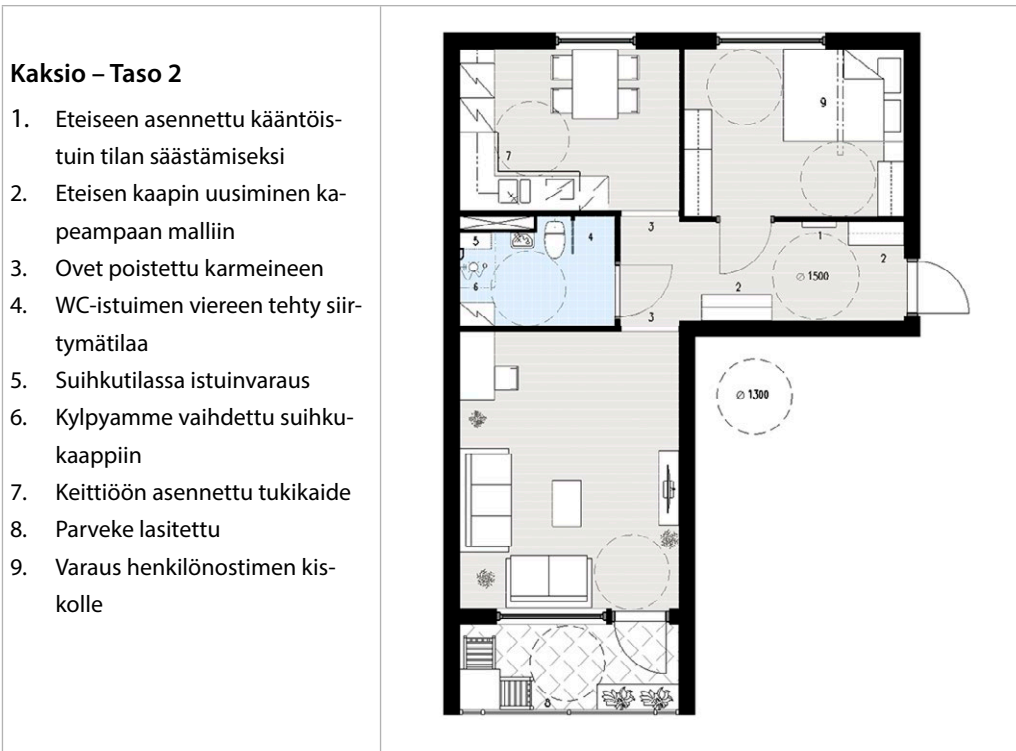 Kaksio – Taso 2
1. Eteiseen asennettu kääntöis-
tuin tilan säästämiseksi
2. Eteisen kaapin uusiminen ka-
peampaan malliin
3. Ovet poistettu karmeineen
4. WC-istuimen viereen tehty siir-
tymätilaa
5. Suihkutilassa istuinvaraus
6. Kylpyamme vaihdettu suihku-
kaappiin
7. Keittiöön asennettu tukikaide
8. Parveke lasitettu
9. Varaus henkilönostimen kis-
kolle
9
7
3
5
4
1
2
6
⌀ 1500
2
3
⌀ 1300
8